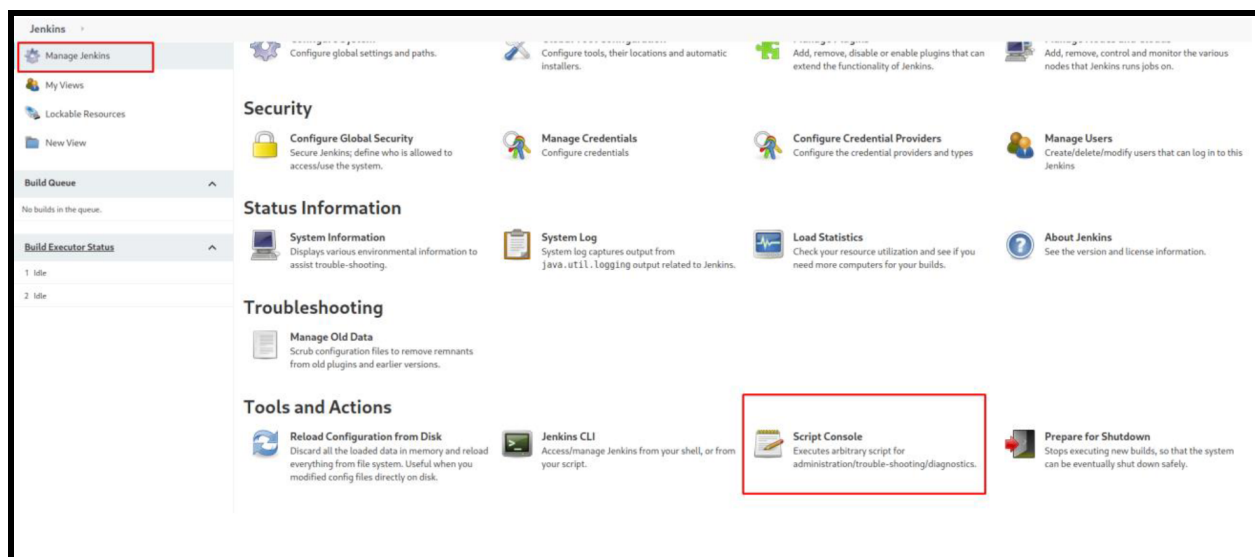 Jenkins
Manage Jenkins
My Views
Lockable Resources
New View
Build Queue
No builds in the queue.
Build Executor Status
1 Idle
2 Idle
Configure global settings and paths.
Configure tools, their locations and automatic
installers.
Add, remove, disable or enable plugins that can
extend the functionality of Jenkins.
Add, remove, control and monitor the various
nodes that Jenkins runs jobs on.
Security
Configure Global Security
Secure Jenkins; define who is allowed to
access/use the system.
Manage Credentials
Configure credentials
Configure Credential Providers
Configure the credential providers and types
Manage Users
Create/delete/modify users that can log in to this
Jenkins
Status Information
System Information
Displays various environmental information to
assist trouble-shooting.
System Log
System log captures output from
java.util.logging output related to Jenkins.
Load Statistics
Check your resource utilization and see if you
need more computers for your builds.
About Jenkins
See the version and license information.
Troubleshooting
Manage Old Data
Scrub configuration files to remove remnants
from old plugins and earlier versions.
Tools and Actions
Reload Configuration from Disk
Discard all the loaded data in memory and reload
everything from file system. Useful when you
modified config files directly on disk.
Jenkins CLI
Access/manage Jenkins from your shell, or from
your script.
Script Console
Executes arbitrary script for
administration/trouble-shooting/diagnostics.
Prepare for Shutdown
Stops executing new builds, so that the system
can be eventually shut down safely.